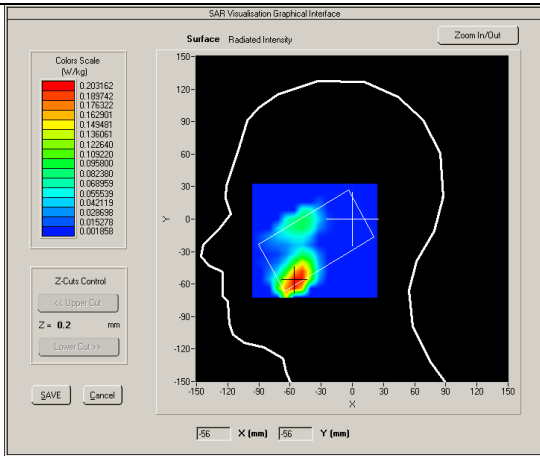 SAR Visualisation Graphical Interface
Surface Radiated Intensity
Zoom In/Out
Colors Scale
(W/kg)
0.203162
0.189742
0.176322
0.162901
0.149481
0.136061
0.122640
0.109220
0.095800
0.082380
0.068959
0.055539
0.042119
0.028698
0.015278
0.001858
Z-Cuts Control
<< Upper Cut
Z = 0.2 mm
Lower Cut >>
SAVE Cancel
150
120
90
60
30
0
-30
-60
-90
-120
-150
Y
-150 -120 -90 -60 -30 0 30 60 90 120 150
X
-56 X (mm) -56 Y (mm)